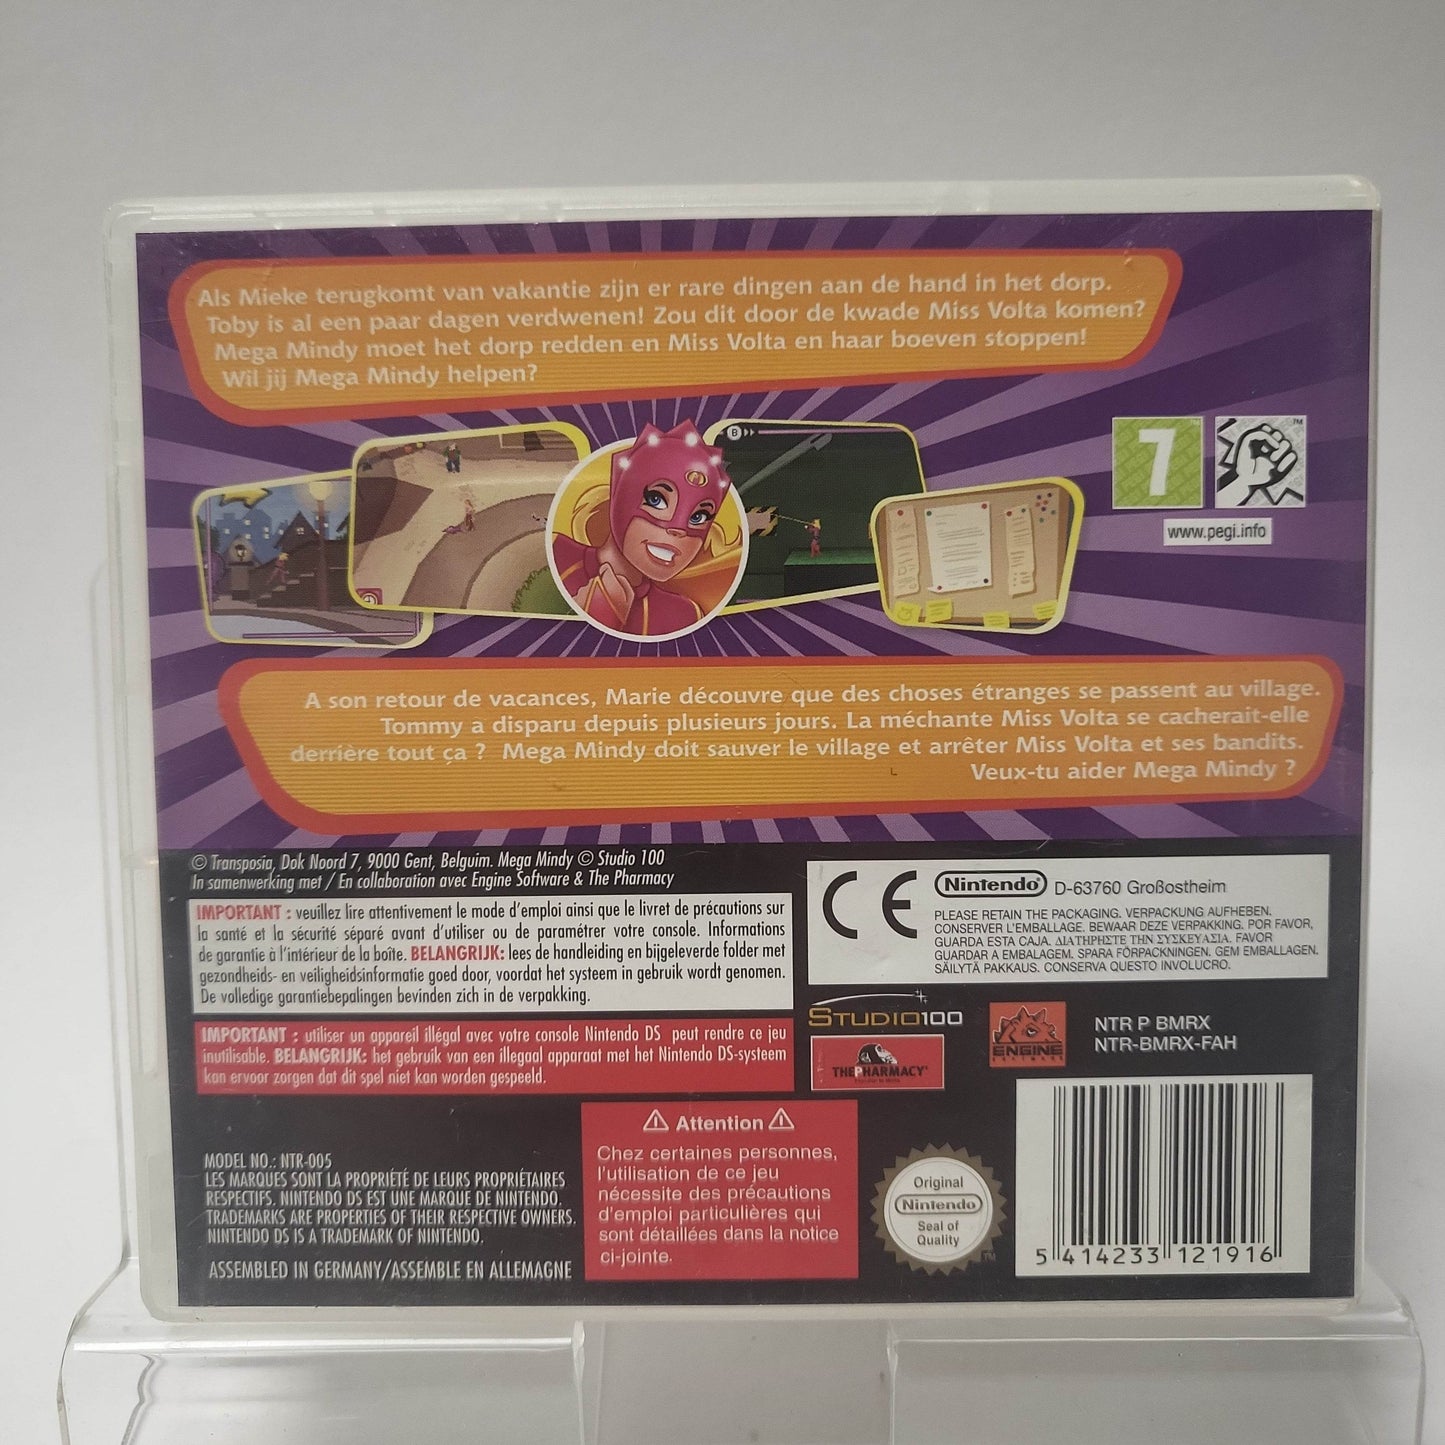 Als Mieke terugkomt van vakantie zijn er rare dingen aan de hand in het dorp.
Toby is al een paar dagen verdwenen! Zou dit door de kwade Miss Volta komen?
Mega Mindy moet het dorp redden en Miss Volta en haar boeven stoppen!
Wil jij Mega Mindy helpen?
B
7
www.pegi.info
A son retour de vacances, Marie découvre que des choses étranges se passent au village.
Tommy a disparu depuis plusieurs jours. La méchante Miss Volta se cacherait-elle
derrière tout ça ? Mega Mindy doit sauver le village et arrêter Miss Volta et ses bandits.
Veux-tu aider Mega Mindy ?
© Transposia, Dok Noord 7, 9000 Gent, Belguim. Mega Mindy © Studio 100
In samenwerking met / En collaboration avec Engine Software & The Pharmacy
IMPORTANT : veuillez lire attentivement le mode d'emploi ainsi que le livret de précautions sur
la santé et la sécurité séparé avant d'utiliser ou de paramétrer votre console. Informations
de garantie à l'intérieur de la boîte. BELANGRIJK: lees de handleiding en bijgeleverde folder met
gezondheids- en veiligheidsinformatie goed door, voordat het systeem in gebruik wordt genomen.
De volledige garantiebepalingen bevinden zich in de verpakking.
IMPORTANT : utiliser un appareil illégal avec votre console Nintendo DS peut rendre ce jeu
inutilisable. BELANGRIJK: het gebruik van een illegaal apparaat met het Nintendo DS-systeem
kan ervoor zorgen dat dit spel niet kan worden gespeeld.
CE
Nintendo D-63760 Großostheim
PLEASE RETAIN THE PACKAGING. VERPACKUNG AUFHEBEN.
CONSERVER L'EMBALLAGE. BEWAAR DEZE VERPAKKING. POR FAVOR,
GUARDA ESTA CAJA. ΔΙΑΤΗΡΗΣΤΕ ΤΗΝ ΣΥΣΚΕΥΑΣΙΑ. FAVOR
GUARDAR A EMBALAGEM. SPARA FÖRPACKNINGEN. GEM EMBALLAGEN.
SÄILYTÄ PAKKAUS. CONSERVA QUESTO INVOLUCRO.
STUDIO100
THEPHARMACY
ENGINE
SOFTWARE
NTR P BMRX
NTR-BMRX-FAH
MODEL NO.: NTR-005
LES MARQUES SONT LA PROPRIÉTÉ DE LEURS PROPRIÉTAIRES
RESPECTIFS. NINTENDO DS EST UNE MARQUE DE NINTENDO.
TRADEMARKS ARE PROPERTIES OF THEIR RESPECTIVE OWNERS.
NINTENDO DS IS A TRADEMARK OF NINTENDO.
ASSEMBLED IN GERMANY/ASSEMBLE EN ALLEMAGNE
⚠ Attention ⚠
Chez certaines personnes,
l'utilisation de ce jeu
nécessite des précautions
d'emploi particulières qui
sont détaillées dans la notice
ci-jointe.
Original
Nintendo
Seal of
Quality
TM
5 414233 121916